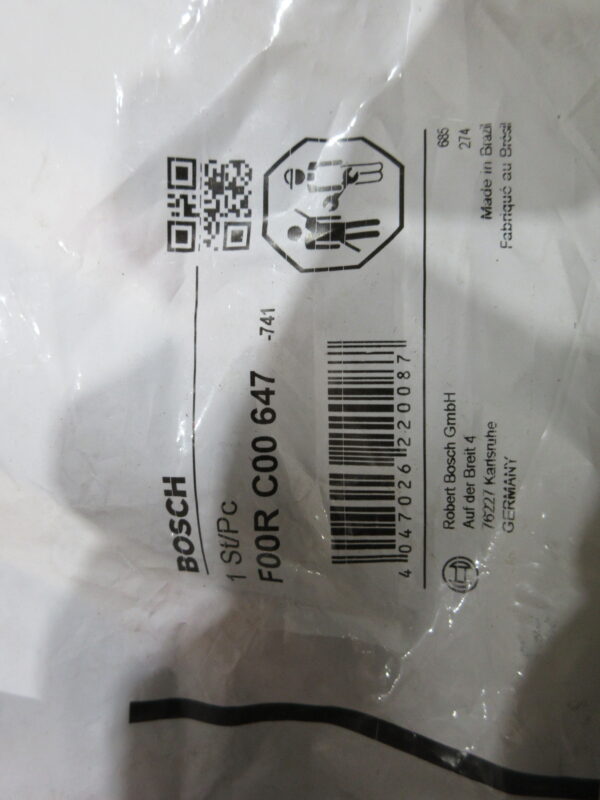 BOSCH
1 St/Pc
F00R C00 647
-741
4 047026 220087
Robert Bosch GmbH
Auf der Breit 4
76227 Karlsruhe
GERMANY
685
274
Made in Brazil
Fabriqué au Brésil